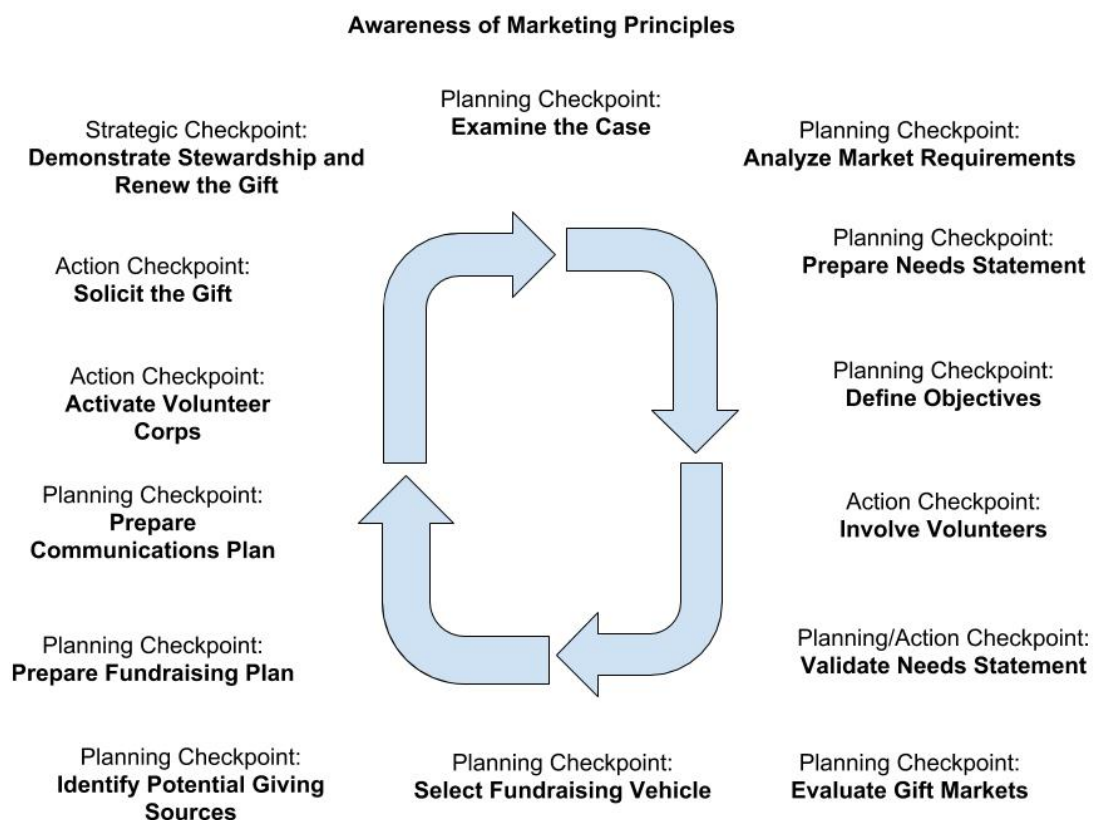 Awareness of Marketing Principles
Planning Checkpoint:
Examine the Case
Planning Checkpoint:
Analyze Market Requirements
Planning Checkpoint:
Prepare Needs Statement
Planning Checkpoint:
Define Objectives
Action Checkpoint:
Involve Volunteers
Planning/Action Checkpoint:
Validate Needs Statement
Planning Checkpoint:
Evaluate Gift Markets
Planning Checkpoint:
Select Fundraising Vehicle
Planning Checkpoint:
Identify Potential Giving
Sources
Planning Checkpoint:
Prepare Fundraising Plan
Planning Checkpoint:
Prepare
Communications Plan
Action Checkpoint:
Activate Volunteer
Corps
Action Checkpoint:
Solicit the Gift
Strategic Checkpoint:
Demonstrate Stewardship and
Renew the Gift